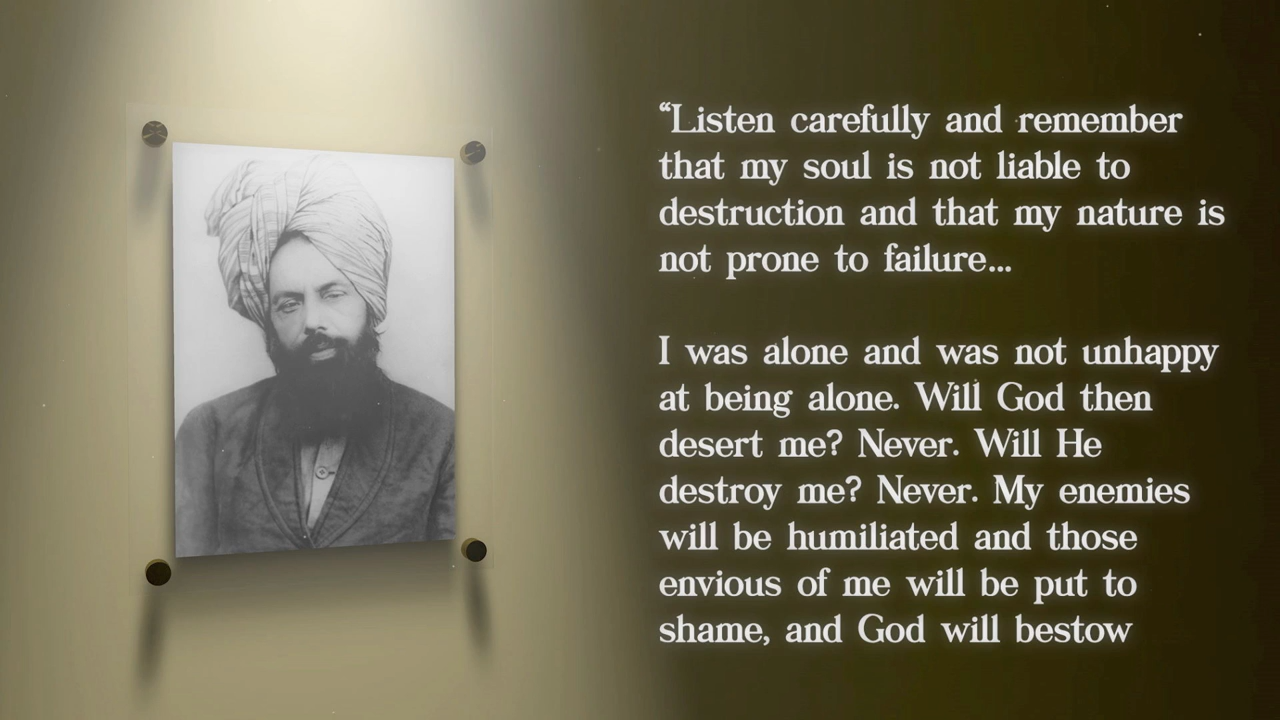 “Listen carefully and remember
that my soul is not liable to
destruction and that my nature is
not prone to failure...
I was alone and was not unhappy
at being alone. Will God then
desert me? Never. Will He
destroy me? Never. My enemies
will be humiliated and those
envious of me will be put to
shame, and God will bestow